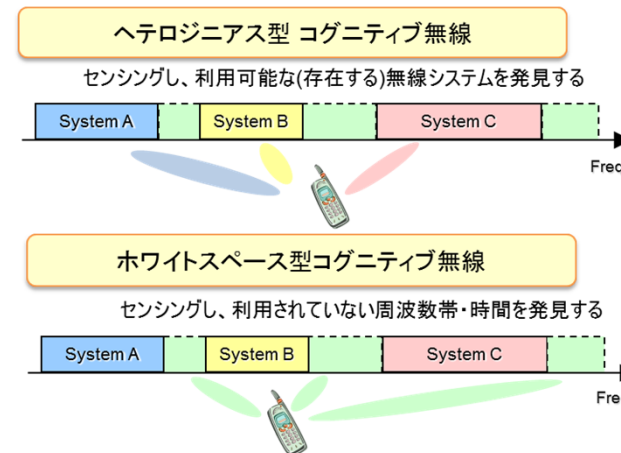 ヘテロジニアス型 コグニティブ無線
センシングし、利用可能な(存在する)無線システムを発見する
System A System B System C
Freq
ホワイトスペース型コグニティブ無線
センシングし、利用されていない周波数帯・時間を発見する
System A System B System C
Fre